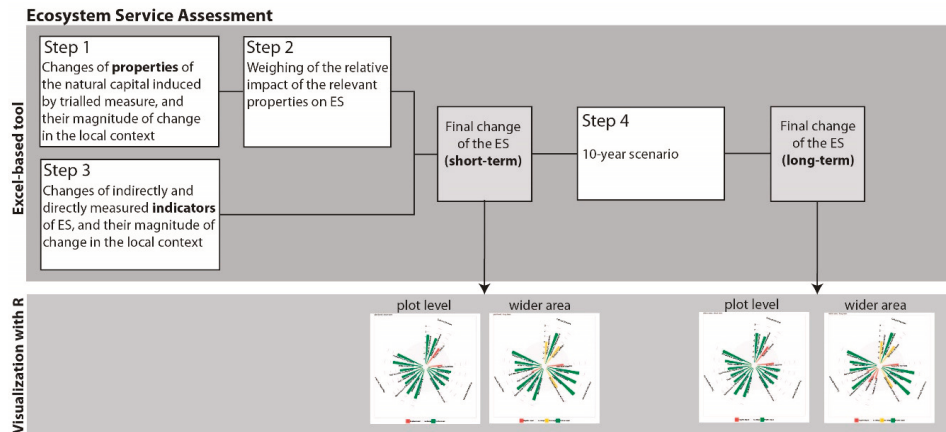 Ecosystem Service Assessment
Excel-based tool
Step 1
Changes of properties of
the natural capital induced
by trialled measure, and
their magnitude of change
in the local context
Step 2
Weighing of the relative
impact of the relevant
properties on ES
Step 3
Changes of indirectly and
directly measured indicators
of ES, and their magnitude of
change in the local context
Final change
of the ES
(short-term)
Step 4
10-year scenario
Final change
of the ES
(long-term)
Visualization with R
plot level
wider area
plot level
wider area